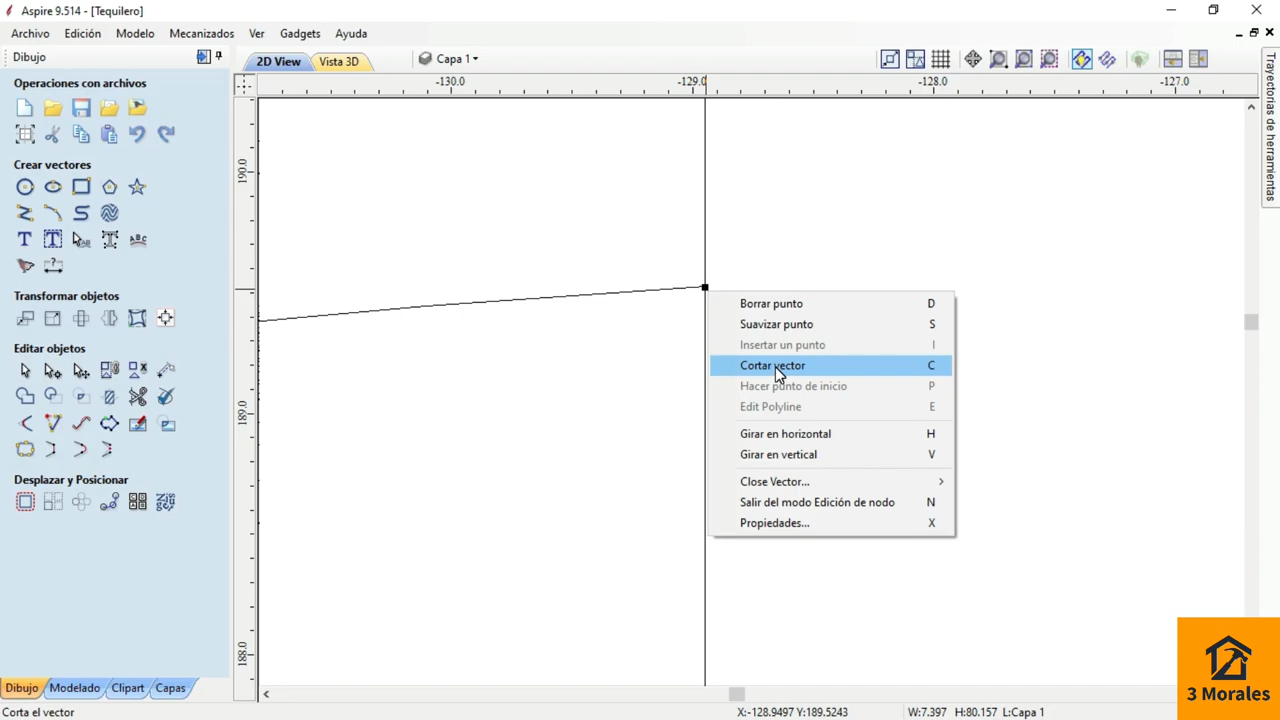 Aspire 9.514 - [Tequilero]
Archivo Edición Modelo Mecanizados Ver Gadgets Ayuda
Dibujo
2D View Vista 3D Capa 1
Operaciones con archivos
-130.0 -129.0 -128.0 -127.0
Trayectorias de herramientas
Crear vectores
190.0
189.0
188.0
Transformar objetos
Editar objetos
Desplazar y Posicionar
Borrar punto D
Suavizar punto S
Insertar un punto I
Cortar vector C
Hacer punto de inicio P
Edit Polyline E
Girar en horizontal H
Girar en vertical V
Close Vector...
Salir del modo Edición de nodo N
Propiedades... X
Dibujo Modelado Clipart Capas
3 Morales
Corta el vector
X:-128.9497 Y:189.5243
W:7.397 H:80.157 L:Capa 1